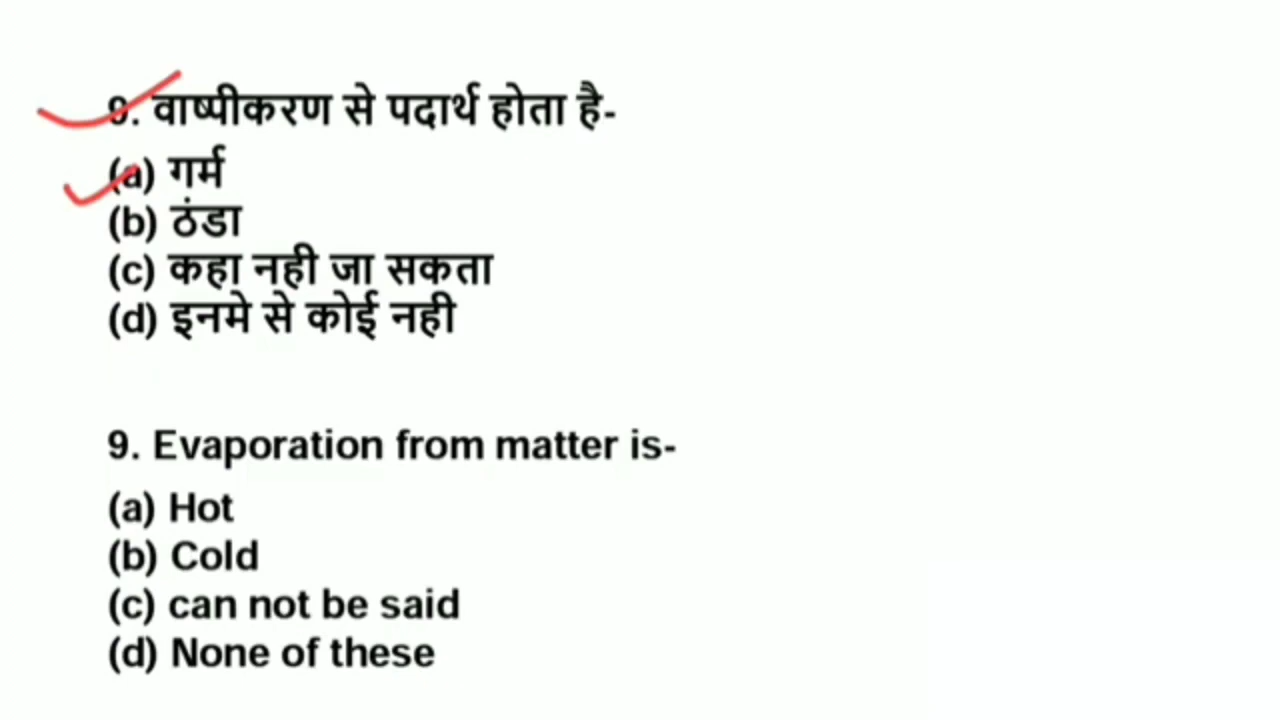 9. वाष्पीकरण से पदार्थ होता है-
(a) गर्म
(b) ठंडा
(c) कहा नही जा सकता
(d) इनमे से कोई नही
9. Evaporation from matter is-
(a) Hot
(b) Cold
(c) can not be said
(d) None of these